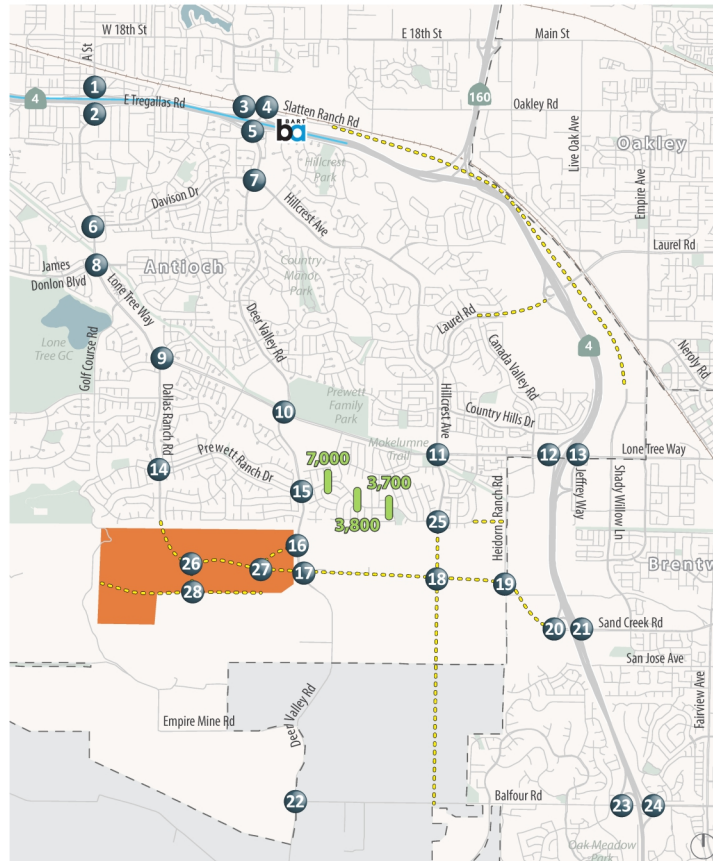 W 18th St
E 18th St
Main St
A St
1
4
E Tregallas Rd
2
3
4
Slatten Ranch Rd
160
Oakley Rd
BART
ba
5
Hillcrest
Park
Live Oak Ave
Oakley
Empire Ave
7
Davison Dr
Hillcrest Ave
6
Laurel Rd
James
Donlon Blvd
8
Antioch
Country
Manor
Park
Lone Tree Way
Deer Valley Rd
Laurel Rd
Lone
Tree GC
Golf Course Rd
9
Canada Valley Rd
4
Neroly Rd
Dallas Ranch Rd
10
Prewett
Family
Park
Hillcrest Ave
Country Hills Dr
Mokelumne
Trail
11
12
13
Lone Tree Way
14
Prewett Ranch Dr
7,000
15
3,700
3,800
Heidorn Ranch Rd
Jeffrey Way
Shady Willow Ln
25
16
26
27
17
18
19
28
Brentw
20
21
Sand Creek Rd
San Jose Ave
Fairview Ave
Empire Mine Rd
Deer Valley Rd
22
Balfour Rd
23
24
Oak Meadow
Park